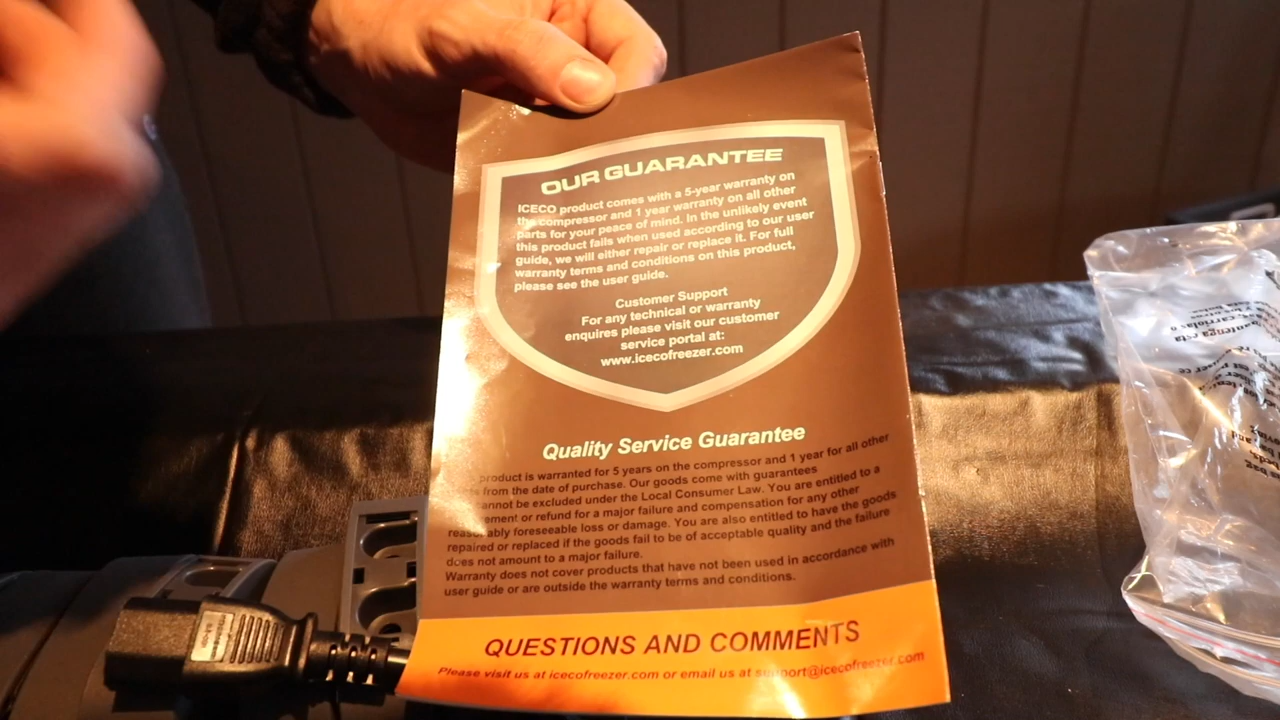 OUR GUARANTEE
ICECO product comes with a 5-year warranty on
the compressor and 1 year warranty on all other
parts for your peace of mind. In the unlikely event
this product fails when used according to our user
guide, we will either repair or replace it. For full
warranty terms and conditions on this product,
please see the user guide.
Customer Support
For any technical or warranty
enquires please visit our customer
service portal at:
www.icecofreezer.com
Quality Service Guarantee
product is warranted for 5 years on the compressor and 1 year for all other
from the date of purchase. Our goods come with guarantees
cannot be excluded under the Local Consumer Law. You are entitled to a
or refund for a major failure and compensation for any other
reasonably foreseeable loss or damage. You are also entitled to have the goods
repaired or replaced if the goods fail to be of acceptable quality and the failure
does not amount to a major failure.
Warranty does not cover products that have not been used in accordance with
user guide or are outside the warranty terms and conditions.
QUESTIONS AND COMMENTS
Please visit us at icecofreezer.com or email us at support@icecofreezer.com